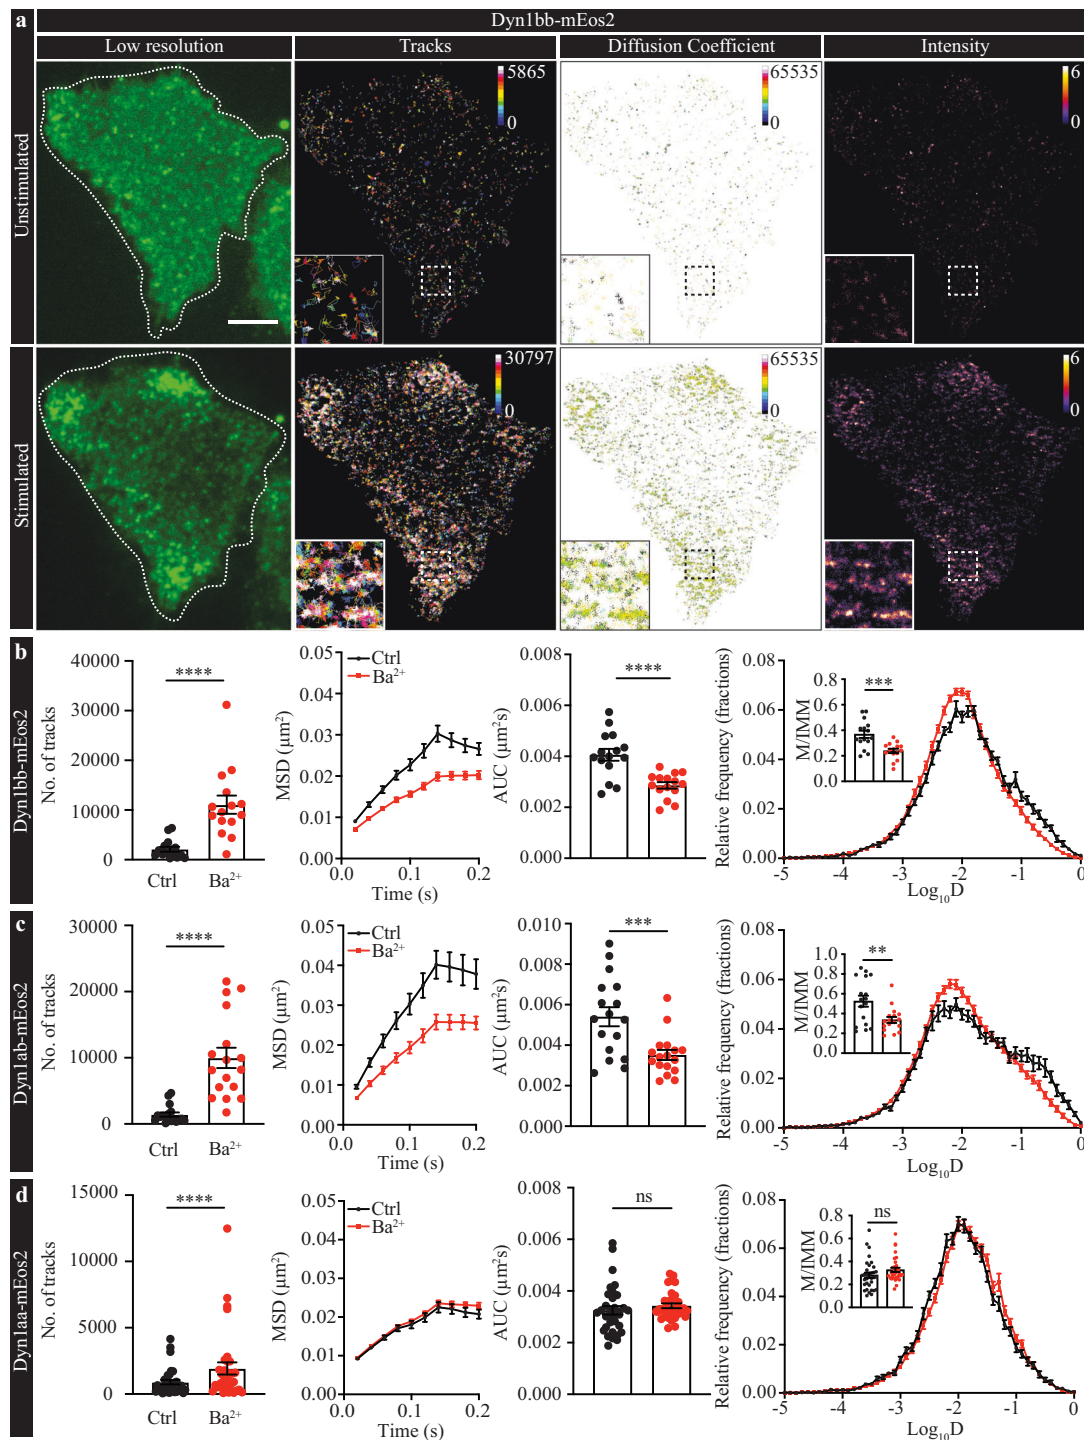 a
Dyn1bb-mEos2
Low resolution
Tracks
Diffusion Coefficient
Intensity
Unstimulated
5865
0
65535
0
6
0
Stimulated
30797
0
65535
0
6
0
b
Dyn1bb-mEos2
No. of tracks
40000
30000
20000
10000
0
****
Ctrl
Ba²⁺
MSD (µm²)
0.05
0.04
0.03
0.02
0.01
0.00
Ctrl
Ba²⁺
0.0
0.1
0.2
Time (s)
AUC (µm²s)
0.008
0.006
0.004
0.002
0.000
****
Relative frequency (fractions)
0.08
0.06
0.04
0.02
0.00
M/IMM
0.8
0.6
0.4
0.2
0.0
***
-5
-4
-3
-2
-1
0
Log₁₀D
c
Dyn1ab-mEos2
No. of tracks
30000
20000
10000
0
****
Ctrl
Ba²⁺
MSD (µm²)
0.05
0.04
0.03
0.02
0.01
0.00
Ctrl
Ba²⁺
0.0
0.1
0.2
Time (s)
AUC (µm²s)
0.010
0.008
0.006
0.004
0.002
0.000
***
Relative frequency (fractions)
0.08
0.06
0.04
0.02
0.00
M/IMM
1.0
0.8
0.6
0.4
0.2
0.0
**
-5
-4
-3
-2
-1
0
Log₁₀D
d
Dyn1aa-mEos2
No. of tracks
15000
10000
5000
0
****
Ctrl
Ba²⁺
MSD (µm²)
0.05
0.04
0.03
0.02
0.01
0.00
Ctrl
Ba²⁺
0.0
0.1
0.2
Time (s)
AUC (µm²s)
0.008
0.006
0.004
0.002
0.000
ns
Relative frequency (fractions)
0.08
0.06
0.04
0.02
0.00
M/IMM
0.8
0.6
0.4
0.2
0.0
ns
-5
-4
-3
-2
-1
0
Log₁₀D